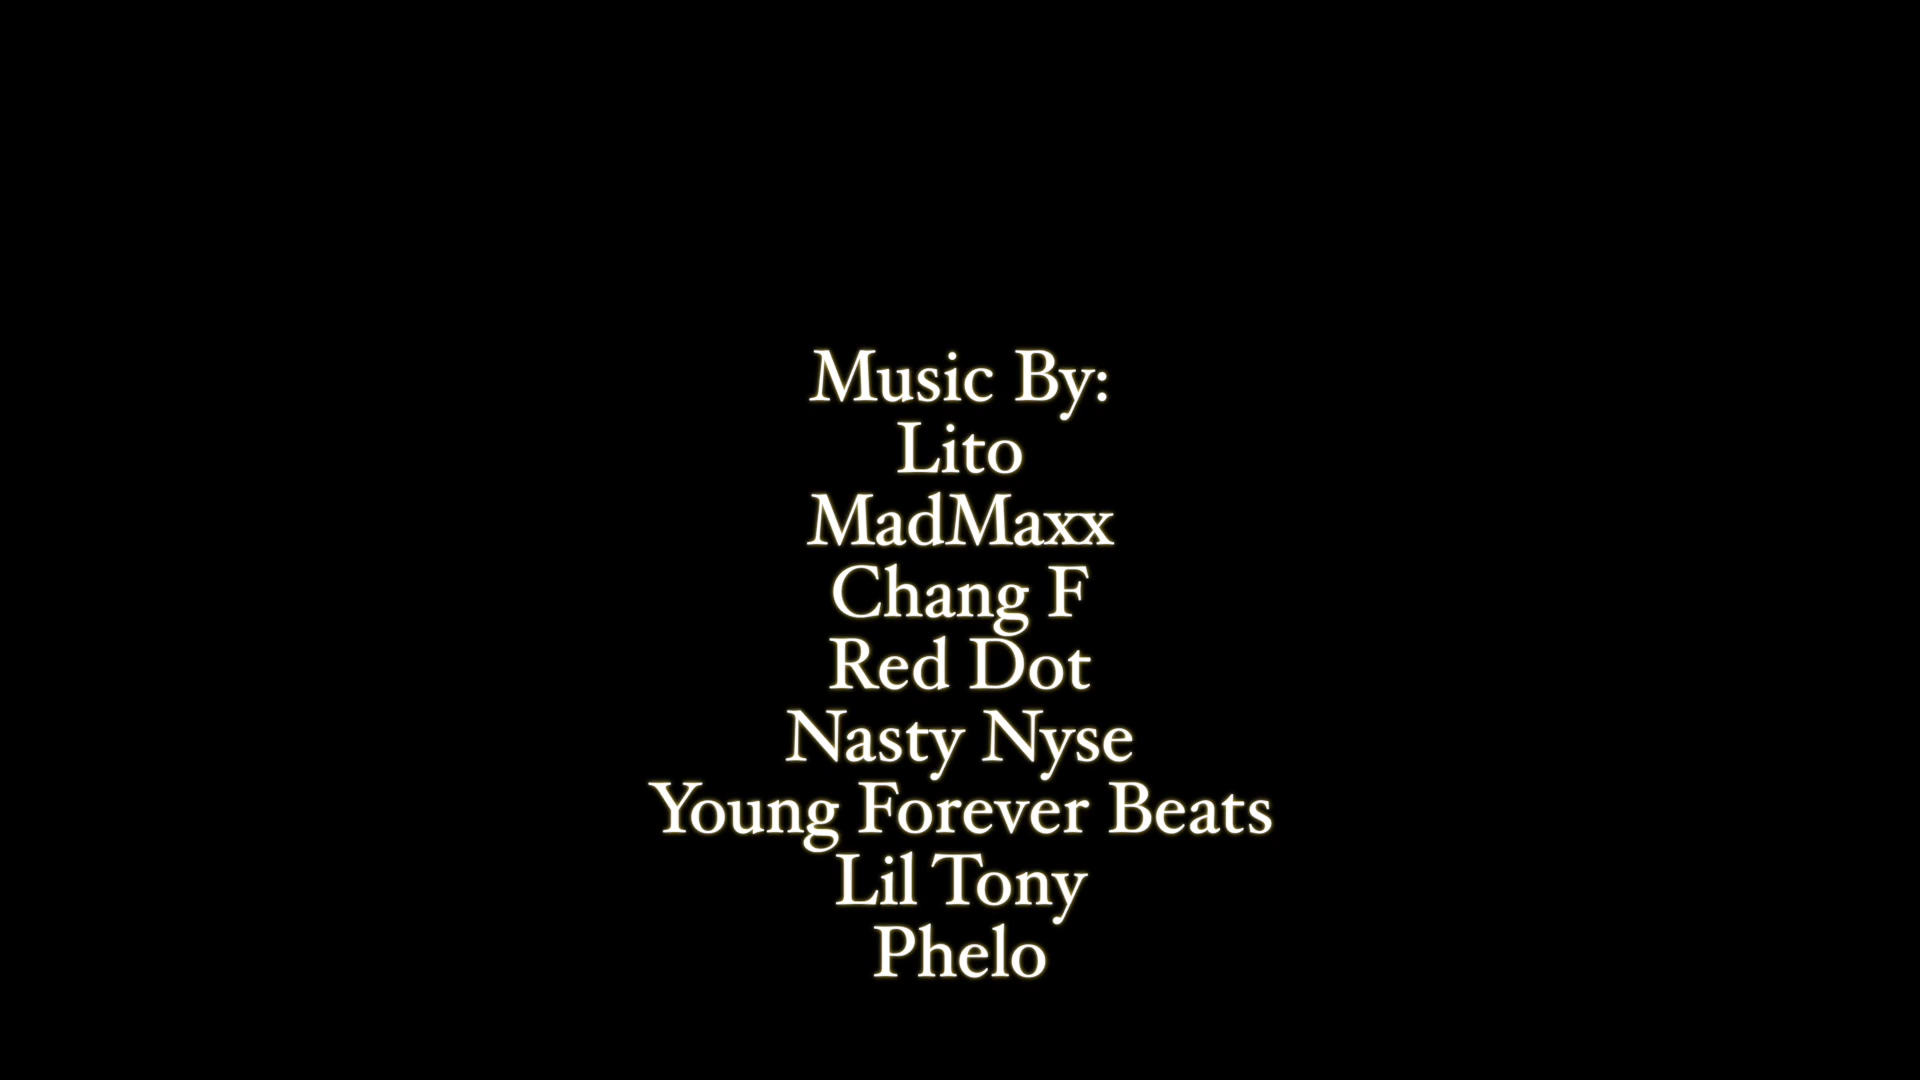 Music By:
Lito
MadMaxx
Chang F
Red Dot
Nasty Nyse
Young Forever Beats
Lil Tony
Phelo